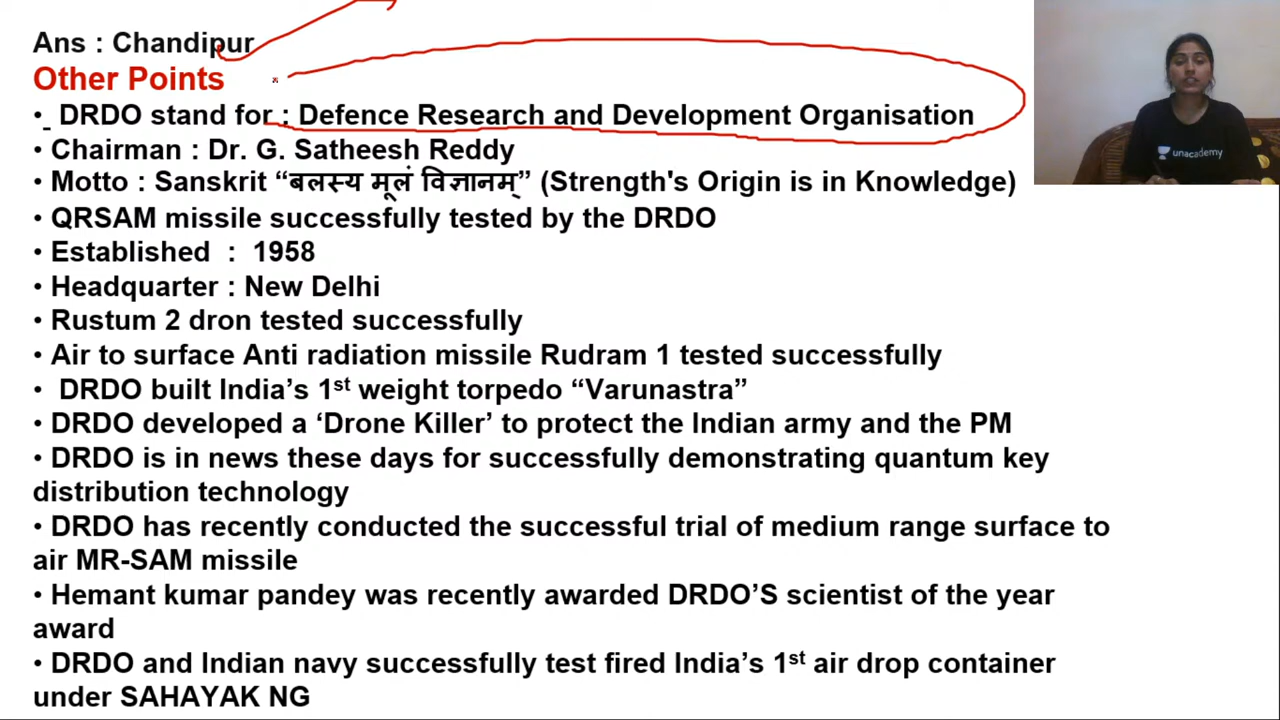 Ans : Chandipur
Other Points
• DRDO stand for : Defence Research and Development Organisation
• Chairman : Dr. G. Satheesh Reddy
• Motto : Sanskrit “बलस्य मूलं विज्ञानम्” (Strength's Origin is in Knowledge)
• QRSAM missile successfully tested by the DRDO
• Established : 1958
• Headquarter : New Delhi
• Rustum 2 dron tested successfully
• Air to surface Anti radiation missile Rudram 1 tested successfully
• DRDO built India’s 1st weight torpedo “Varunastra”
• DRDO developed a ‘Drone Killer’ to protect the Indian army and the PM
• DRDO is in news these days for successfully demonstrating quantum key
distribution technology
• DRDO has recently conducted the successful trial of medium range surface to
air MR-SAM missile
• Hemant kumar pandey was recently awarded DRDO’S scientist of the year
award
• DRDO and Indian navy successfully test fired India’s 1st air drop container
under SAHAYAK NG
unacademy